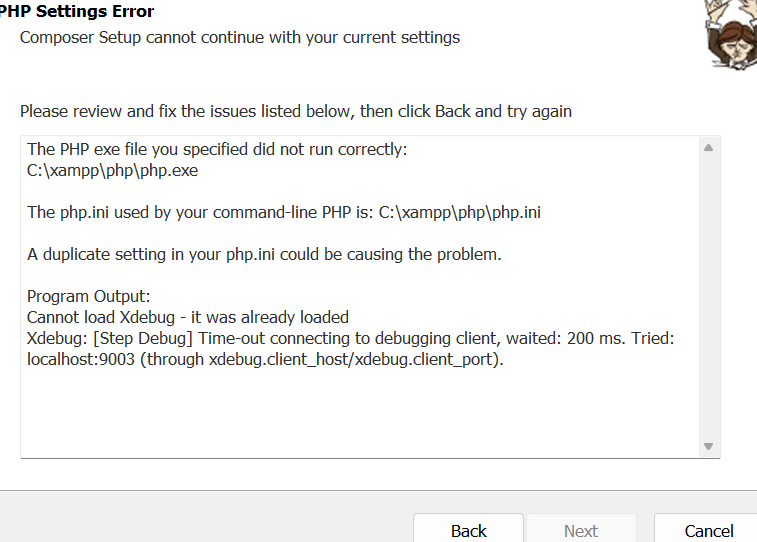 PHP Settings Error
Composer Setup cannot continue with your current settings
Please review and fix the issues listed below, then click Back and try again
The PHP exe file you specified did not run correctly:
C:\xampp\php\php.exe
The php.ini used by your command-line PHP is: C:\xampp\php\php.ini
A duplicate setting in your php.ini could be causing the problem.
Program Output:
Cannot load Xdebug - it was already loaded
Xdebug: [Step Debug] Time-out connecting to debugging client, waited: 200 ms. Tried:
localhost:9003 (through xdebug.client_host/xdebug.client_port).
Back Next Cancel